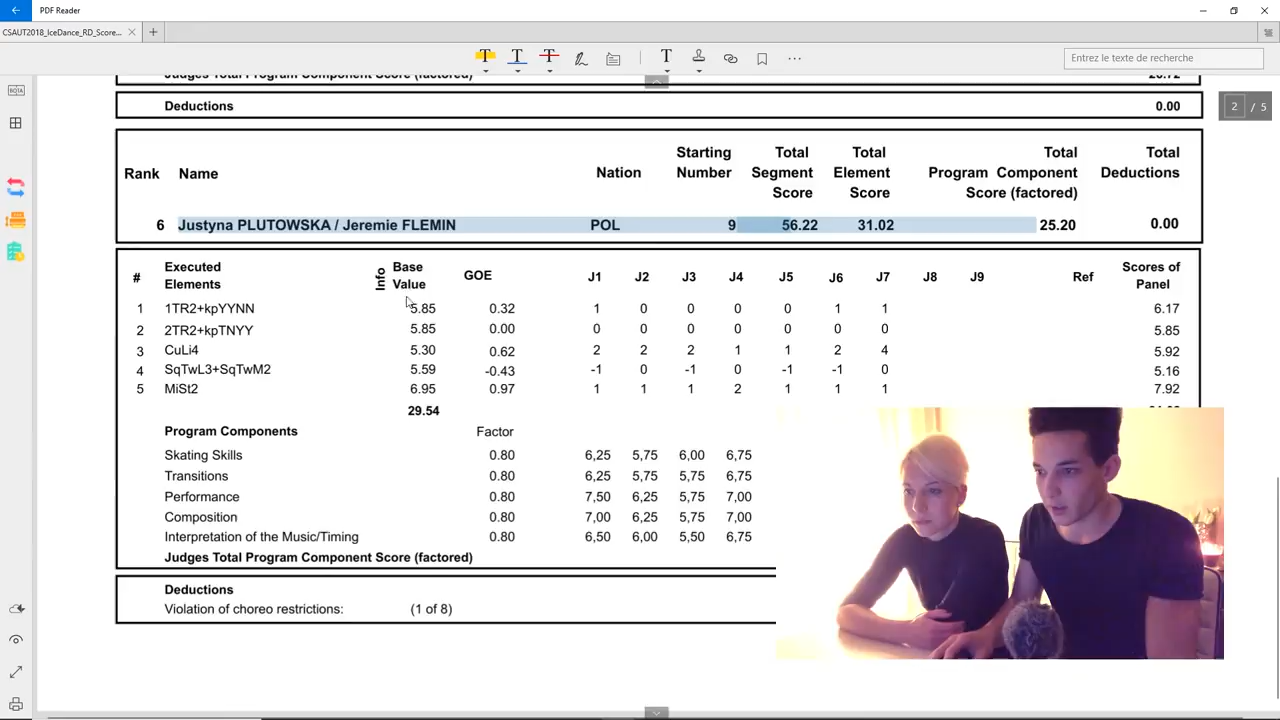 PDF Reader
CSAUT2018_IceDance_RD_Score...
Entrez le texte de recherche
2 / 5
Judges Total Program Component Score (factored)
Deductions 0.00
Rank Name Nation Starting Number Total Segment Score Total Element Score Total Program Component Score (factored) Total Deductions
6 Justyna PLUTOWSKA / Jeremie FLEMIN POL 9 56.22 31.02 25.20 0.00
# Executed Elements Info Base Value GOE J1 J2 J3 J4 J5 J6 J7 J8 J9 Ref Scores of Panel
1 1TR2+kpYYNN 5.85 0.32 1 0 0 0 0 1 1 6.17
2 2TR2+kpTNYY 5.85 0.00 0 0 0 0 0 0 0 5.85
3 CuLi4 5.30 0.62 2 2 2 1 1 2 4 5.92
4 SqTwL3+SqTwM2 5.59 -0.43 -1 0 -1 0 -1 -1 0 5.16
5 MiSt2 6.95 0.97 1 1 1 2 1 1 1 7.92
29.54
Program Components Factor
Skating Skills 0.80 6,25 5,75 6,00 6,75
Transitions 0.80 6,25 5,75 5,75 6,75
Performance 0.80 7,50 6,25 5,75 7,00
Composition 0.80 7,00 6,25 5,75 7,00
Interpretation of the Music/Timing 0.80 6,50 6,00 5,50 6,75
Judges Total Program Component Score (factored)
Deductions
Violation of choreo restrictions: (1 of 8)